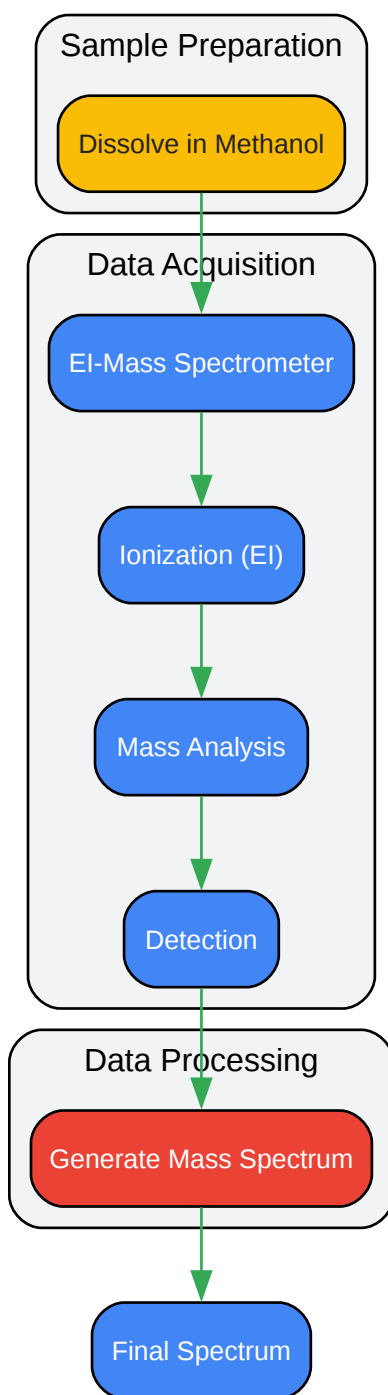 Sample Preparation
Dissolve in Methanol
Data Acquisition
EI-Mass Spectrometer
Ionization (EI)
Mass Analysis
Detection
Data Processing
Generate Mass Spectrum
Final Spectrum